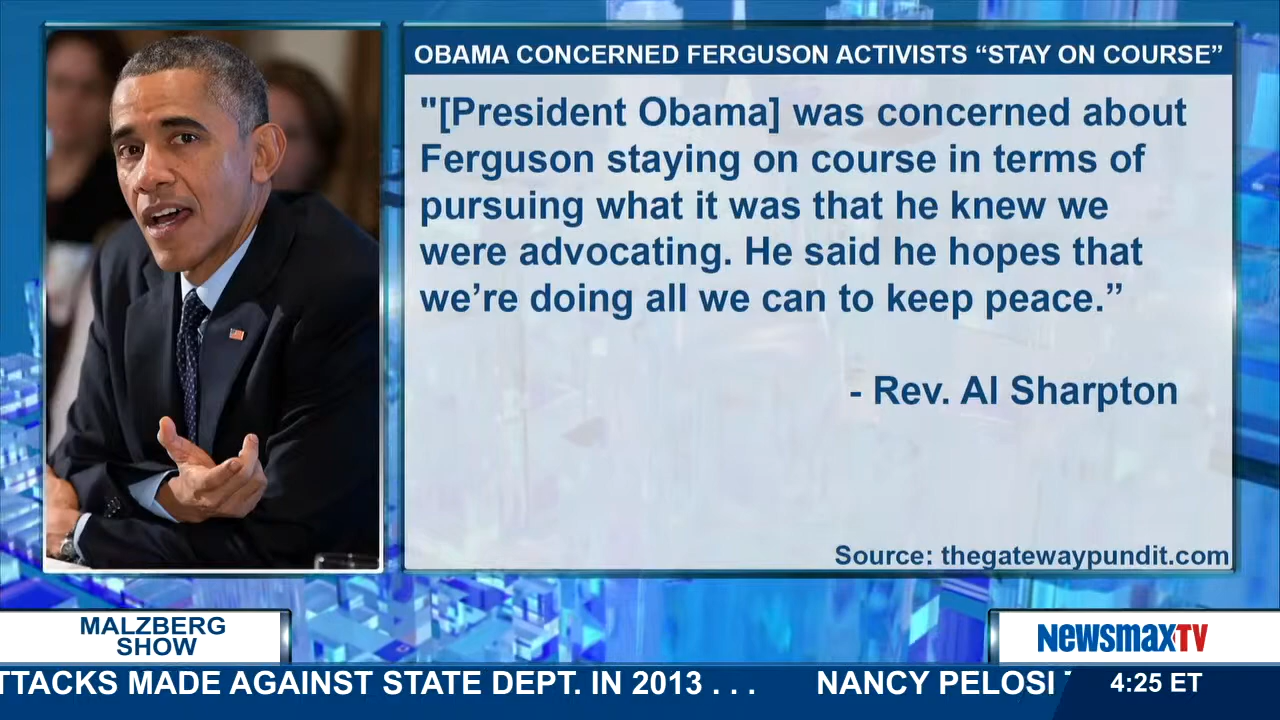 OBAMA CONCERNED FERGUSON ACTIVISTS “STAY ON COURSE”
"[President Obama] was concerned about
Ferguson staying on course in terms of
pursuing what it was that he knew we
were advocating. He said he hopes that
we’re doing all we can to keep peace.”
- Rev. Al Sharpton
Source: thegatewaypundit.com
MALZBERG
SHOW
NEWSMAXTV
TTACKS MADE AGAINST STATE DEPT. IN 2013 . . . NANCY PELOSI
4:25 ET